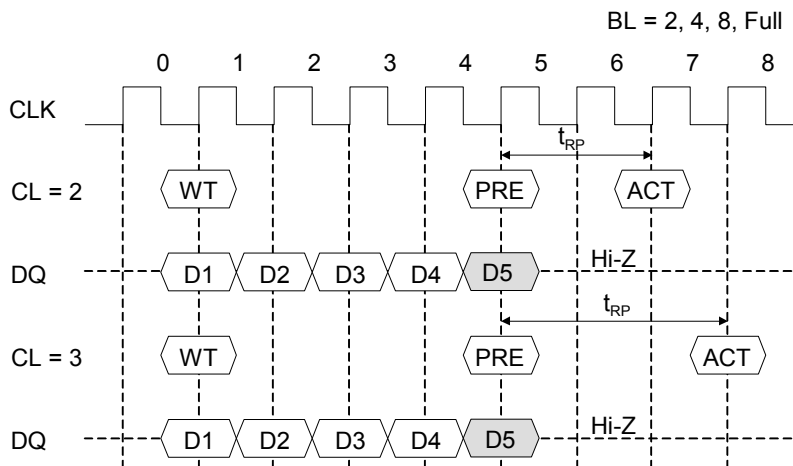 BL = 2, 4, 8, Full
0 1 2 3 4 5 6 7 8
CLK
t_RP
CL = 2 WT PRE ACT
DQ D1 D2 D3 D4 D5 Hi-Z
t_RP
CL = 3 WT PRE ACT
DQ D1 D2 D3 D4 D5 Hi-Z